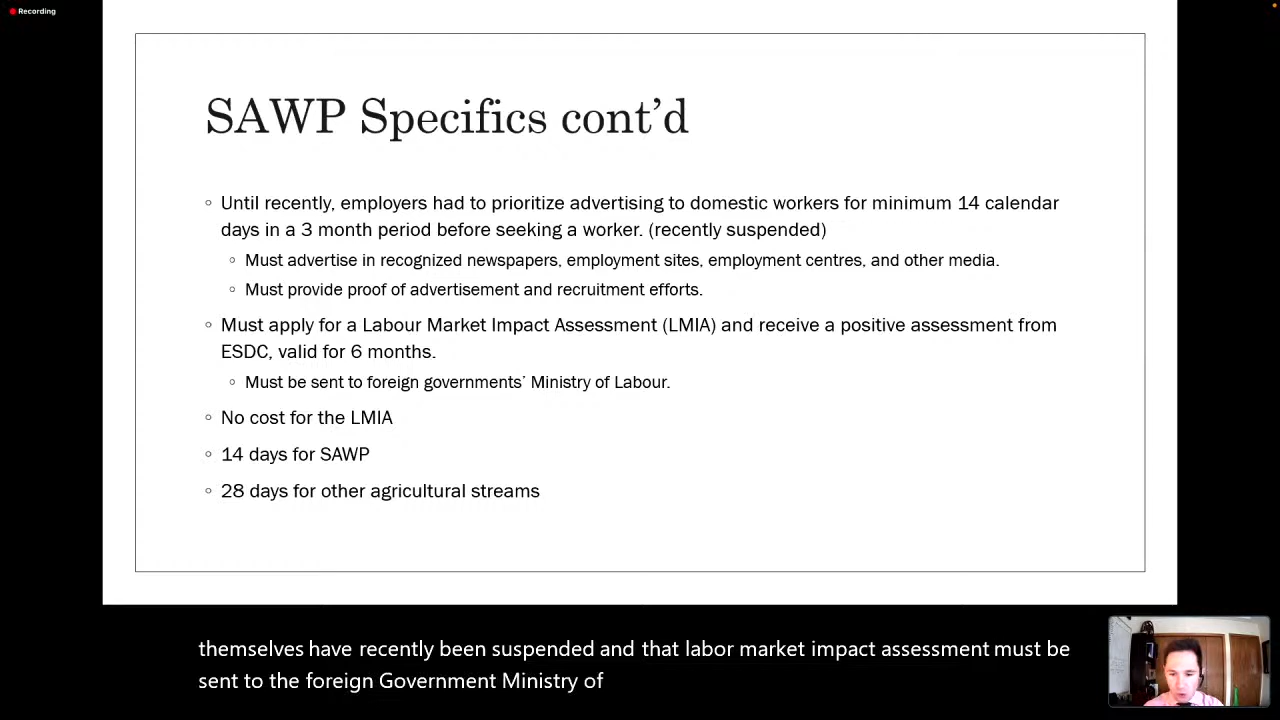 Recording
SAWP Specifics cont’d
Until recently, employers had to prioritize advertising to domestic workers for minimum 14 calendar
days in a 3 month period before seeking a worker. (recently suspended)
Must advertise in recognized newspapers, employment sites, employment centres, and other media.
Must provide proof of advertisement and recruitment efforts.
Must apply for a Labour Market Impact Assessment (LMIA) and receive a positive assessment from
ESDC, valid for 6 months.
Must be sent to foreign governments’ Ministry of Labour.
No cost for the LMIA
14 days for SAWP
28 days for other agricultural streams
themselves have recently been suspended and that labor market impact assessment must be
sent to the foreign Government Ministry of